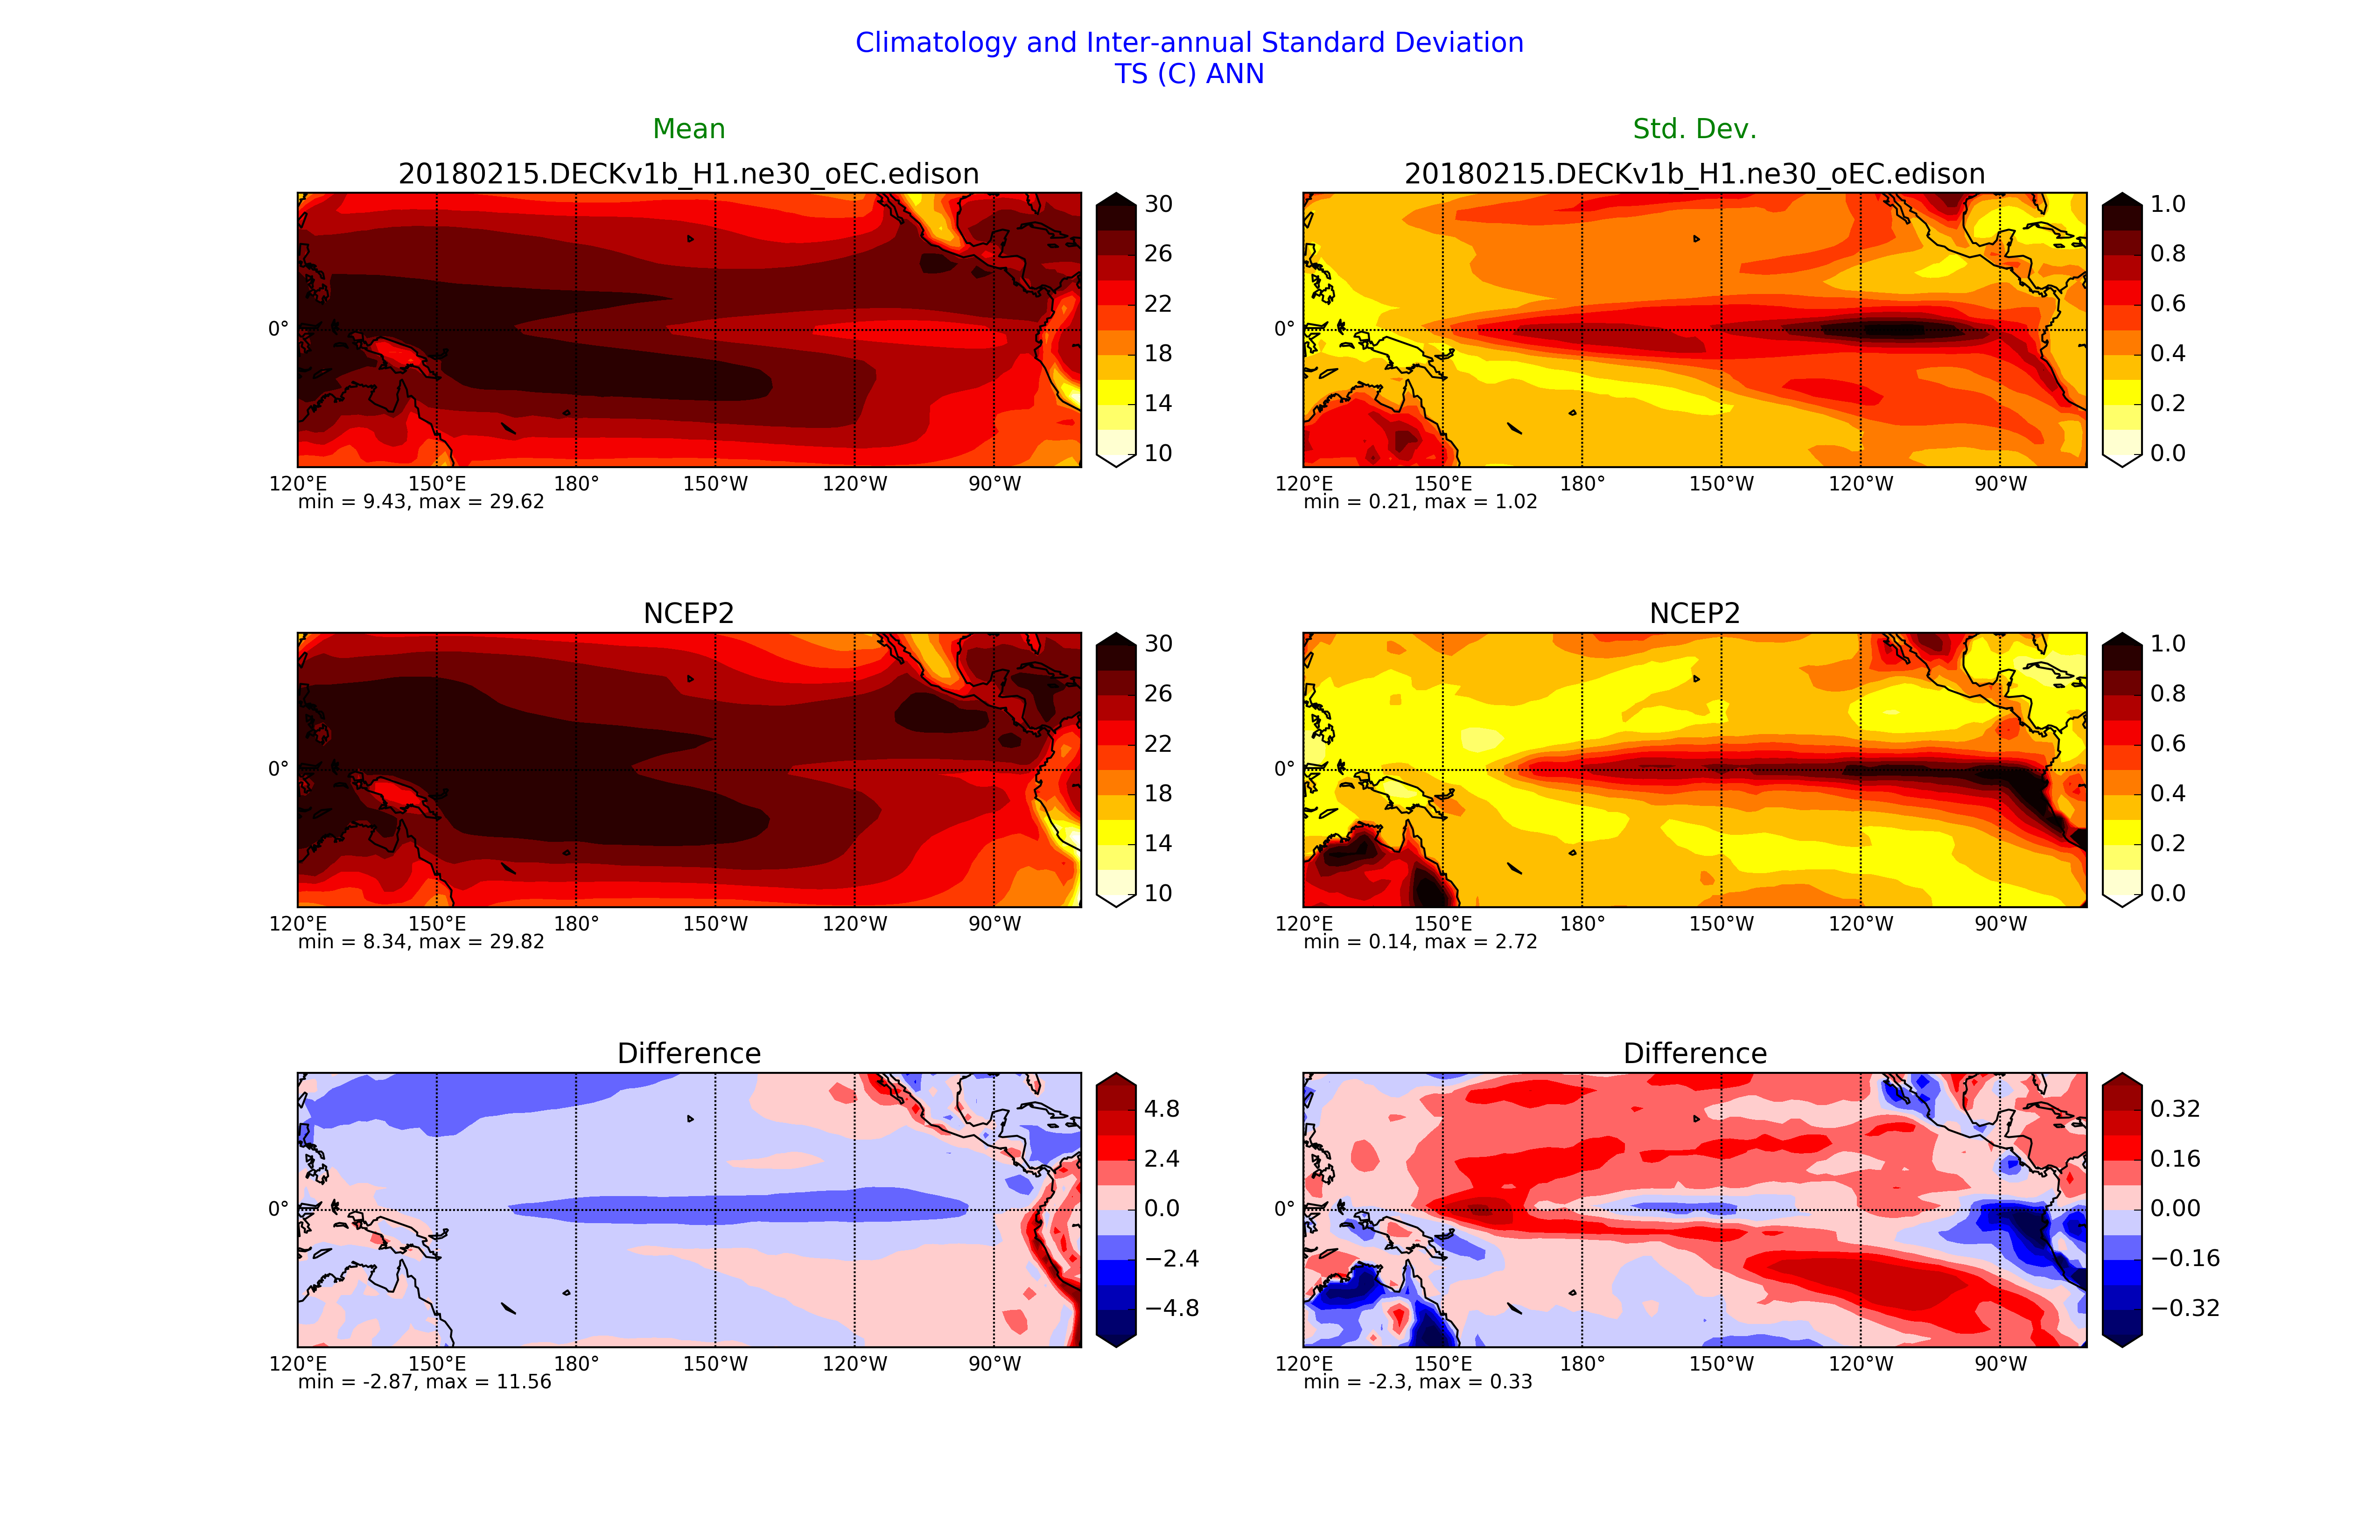 Climatology and Inter-annual Standard Deviation
TS (C) ANN
Mean
Std. Dev.
20180215.DECKv1b_H1.ne30_oEC.edison
30
26
22
18
14
10
0°
120°E 150°E 180° 150°W 120°W 90°W
min = 9.43, max = 29.62
20180215.DECKv1b_H1.ne30_oEC.edison
1.0
0.8
0.6
0.4
0.2
0.0
0°
120°E 150°E 180° 150°W 120°W 90°W
min = 0.21, max = 1.02
NCEP2
30
26
22
18
14
10
0°
120°E 150°E 180° 150°W 120°W 90°W
min = 8.34, max = 29.82
NCEP2
1.0
0.8
0.6
0.4
0.2
0.0
0°
120°E 150°E 180° 150°W 120°W 90°W
min = 0.14, max = 2.72
Difference
4.8
2.4
0.0
−2.4
−4.8
0°
120°E 150°E 180° 150°W 120°W 90°W
min = -2.87, max = 11.56
Difference
0.32
0.16
0.00
−0.16
−0.32
0°
120°E 150°E 180° 150°W 120°W 90°W
min = -2.3, max = 0.33